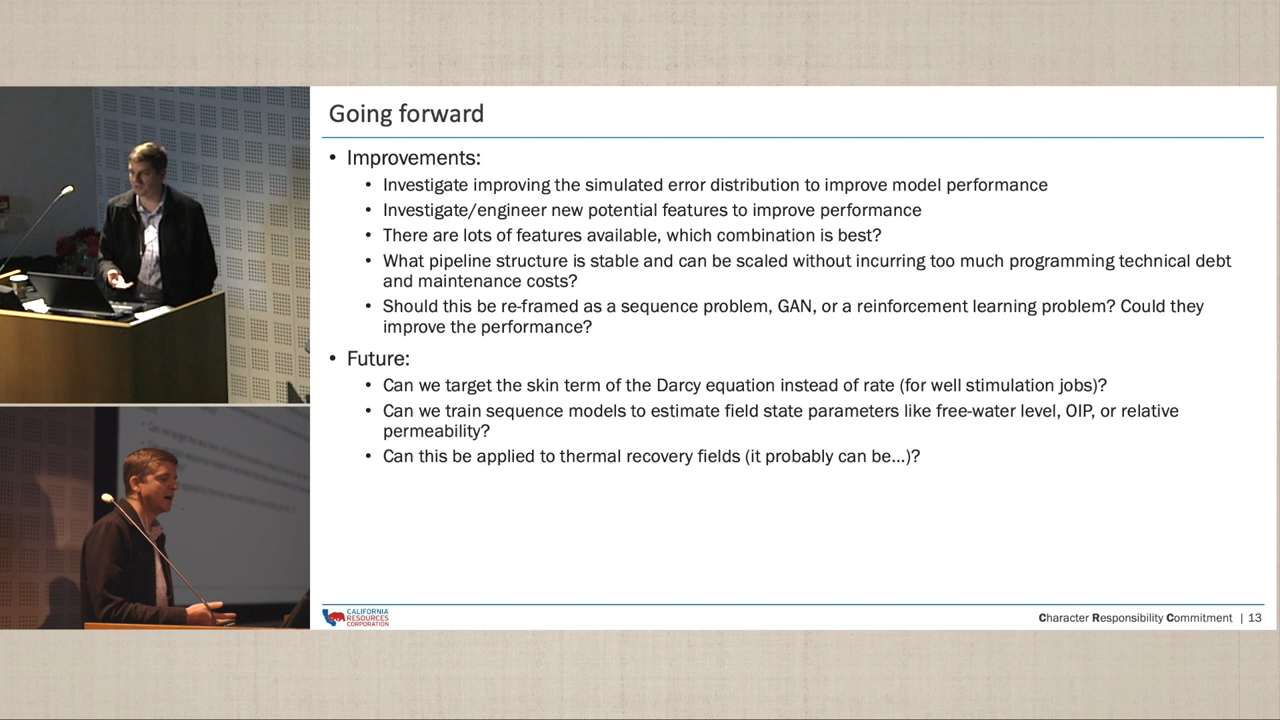 Going forward
• Improvements:
• Investigate improving the simulated error distribution to improve model performance
• Investigate/engineer new potential features to improve performance
• There are lots of features available, which combination is best?
• What pipeline structure is stable and can be scaled without incurring too much programming technical debt
and maintenance costs?
• Should this be re-framed as a sequence problem, GAN, or a reinforcement learning problem? Could they
improve the performance?
• Future:
• Can we target the skin term of the Darcy equation instead of rate (for well stimulation jobs)?
• Can we train sequence models to estimate field state parameters like free-water level, OIP, or relative
permeability?
• Can this be applied to thermal recovery fields (it probably can be...)?
CALIFORNIA
RESOURCES
CORPORATION
Character Responsibility Commitment | 13